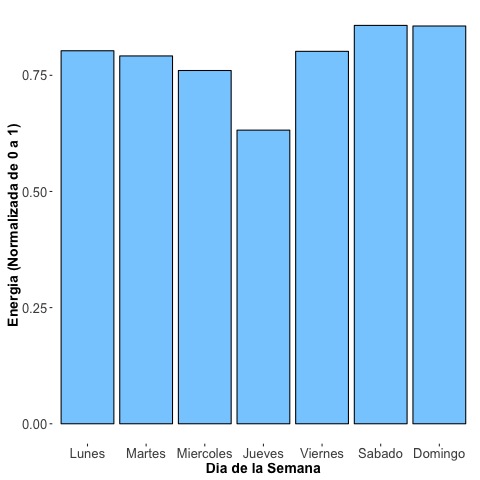 Energia (Normalizada de 0 a 1)
0.75
0.50
0.25
0.00
Lunes Martes Miercoles Jueves Viernes Sabado Domingo
Dia de la Semana